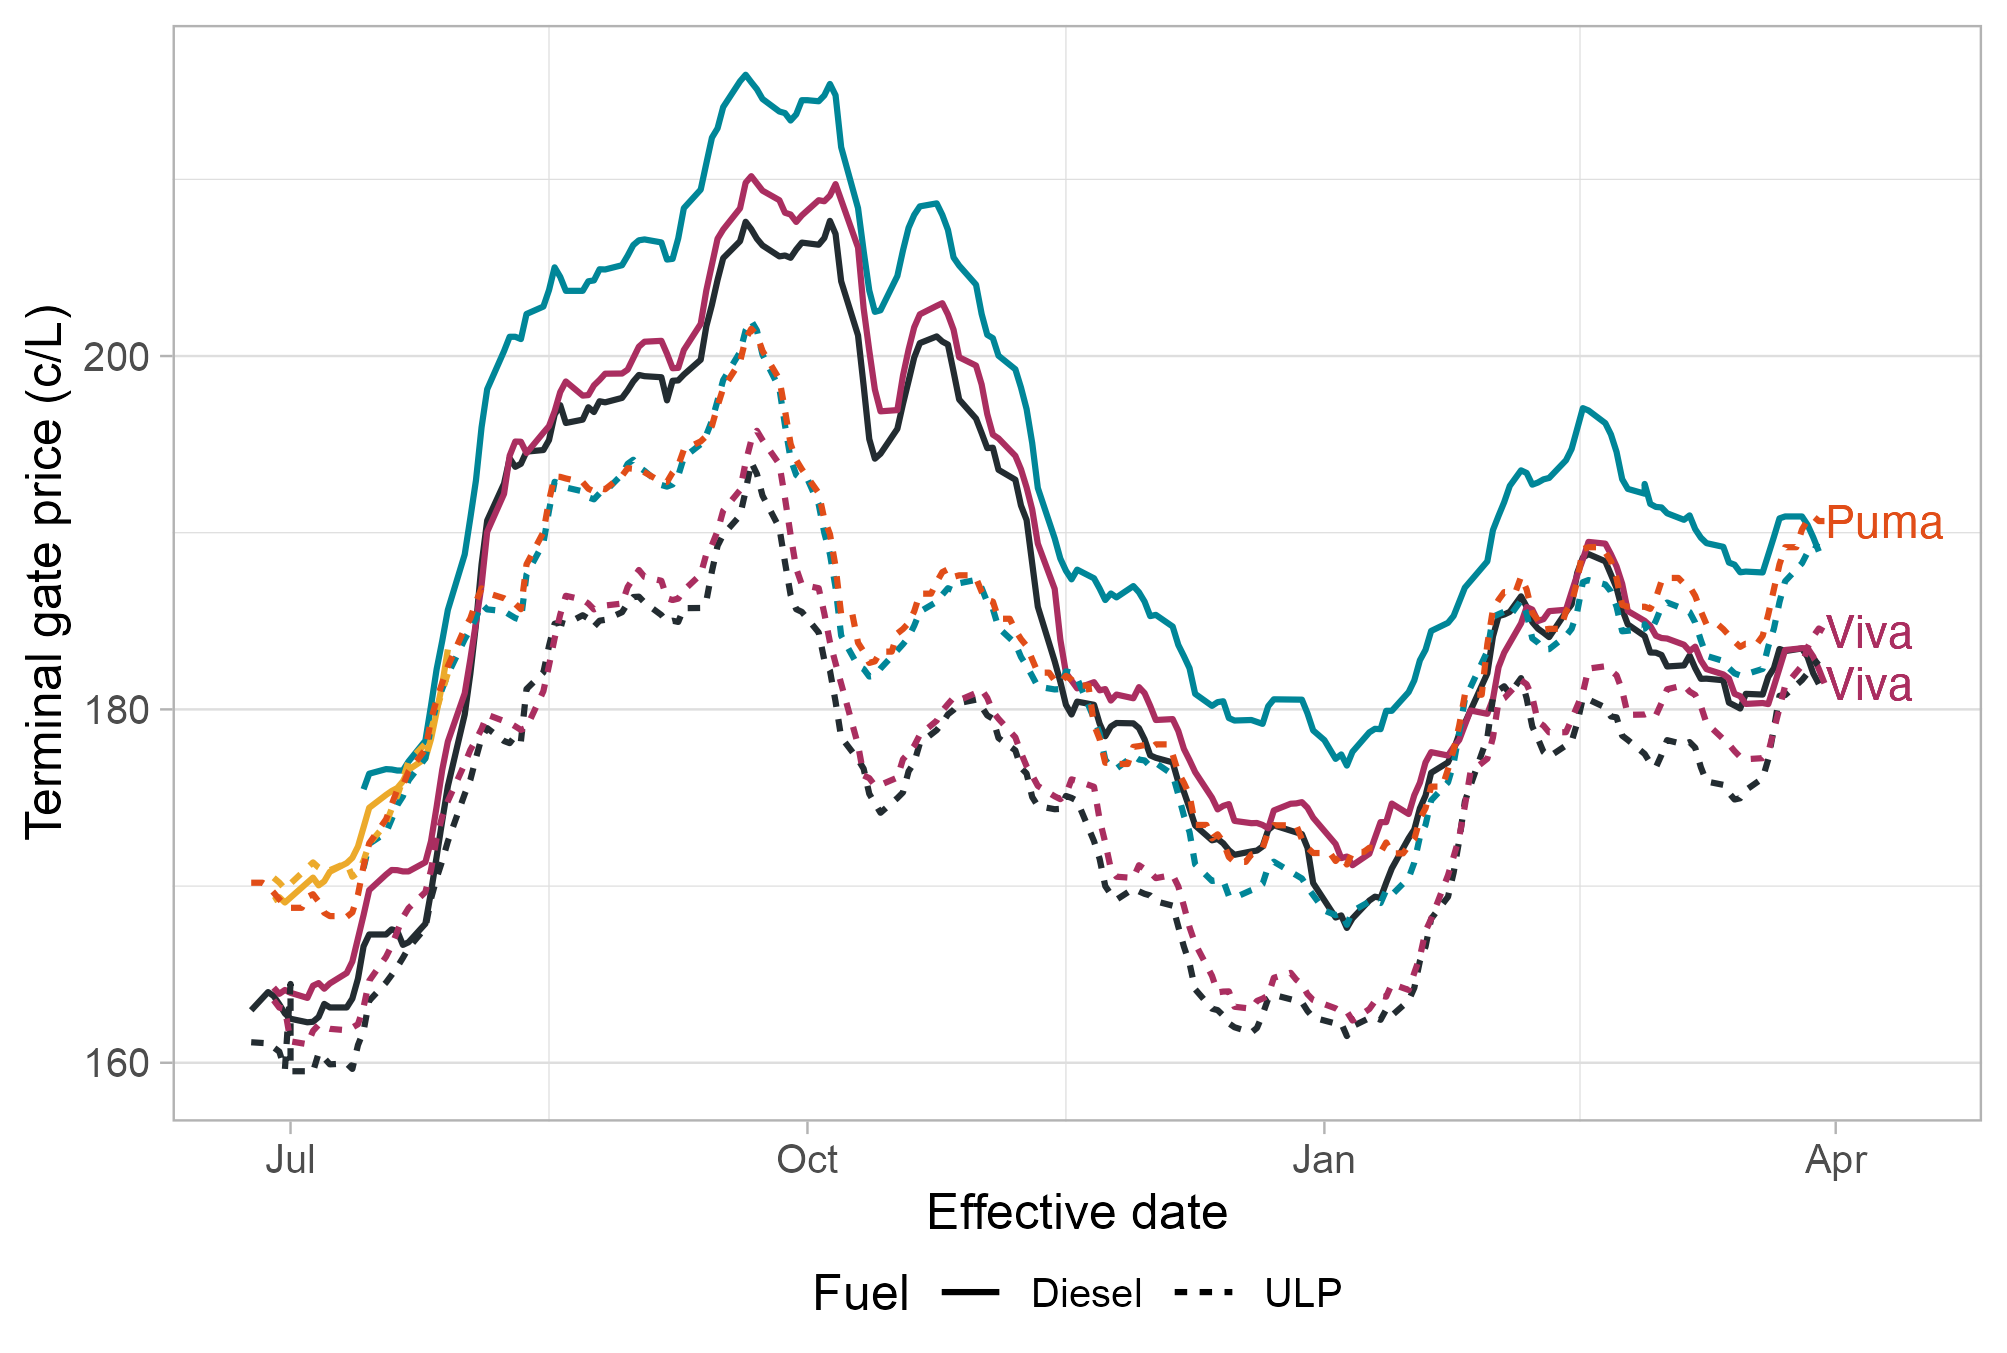 Terminal gate price (c/L)
200
180
160
Puma
Viva
Viva
Jul
Oct
Jan
Apr
Effective date
Fuel
Diesel
ULP